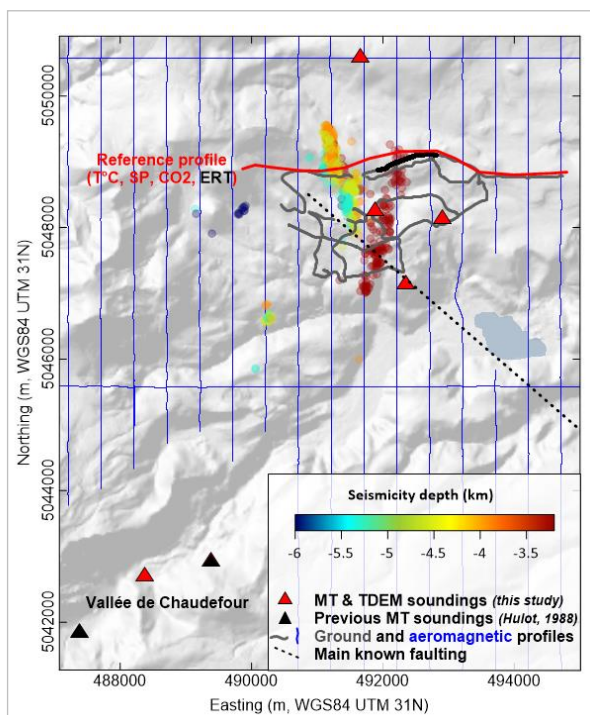 5050000
Reference profile
(T°C, SP, CO2, ERT)
5048000
Northing (m, WGS84 UTM 31N)
5046000
5044000
Seismicity depth (km)
-6 -5.5 -5 -4.5 -4 -3.5
Vallée de Chaudefour
MT & TDEM soundings (this study)
Previous MT soundings (Hulot, 1988)
Ground and aeromagnetic profiles
Main known faulting
5042000
488000 490000 492000 494000
Easting (m, WGS84 UTM 31N)